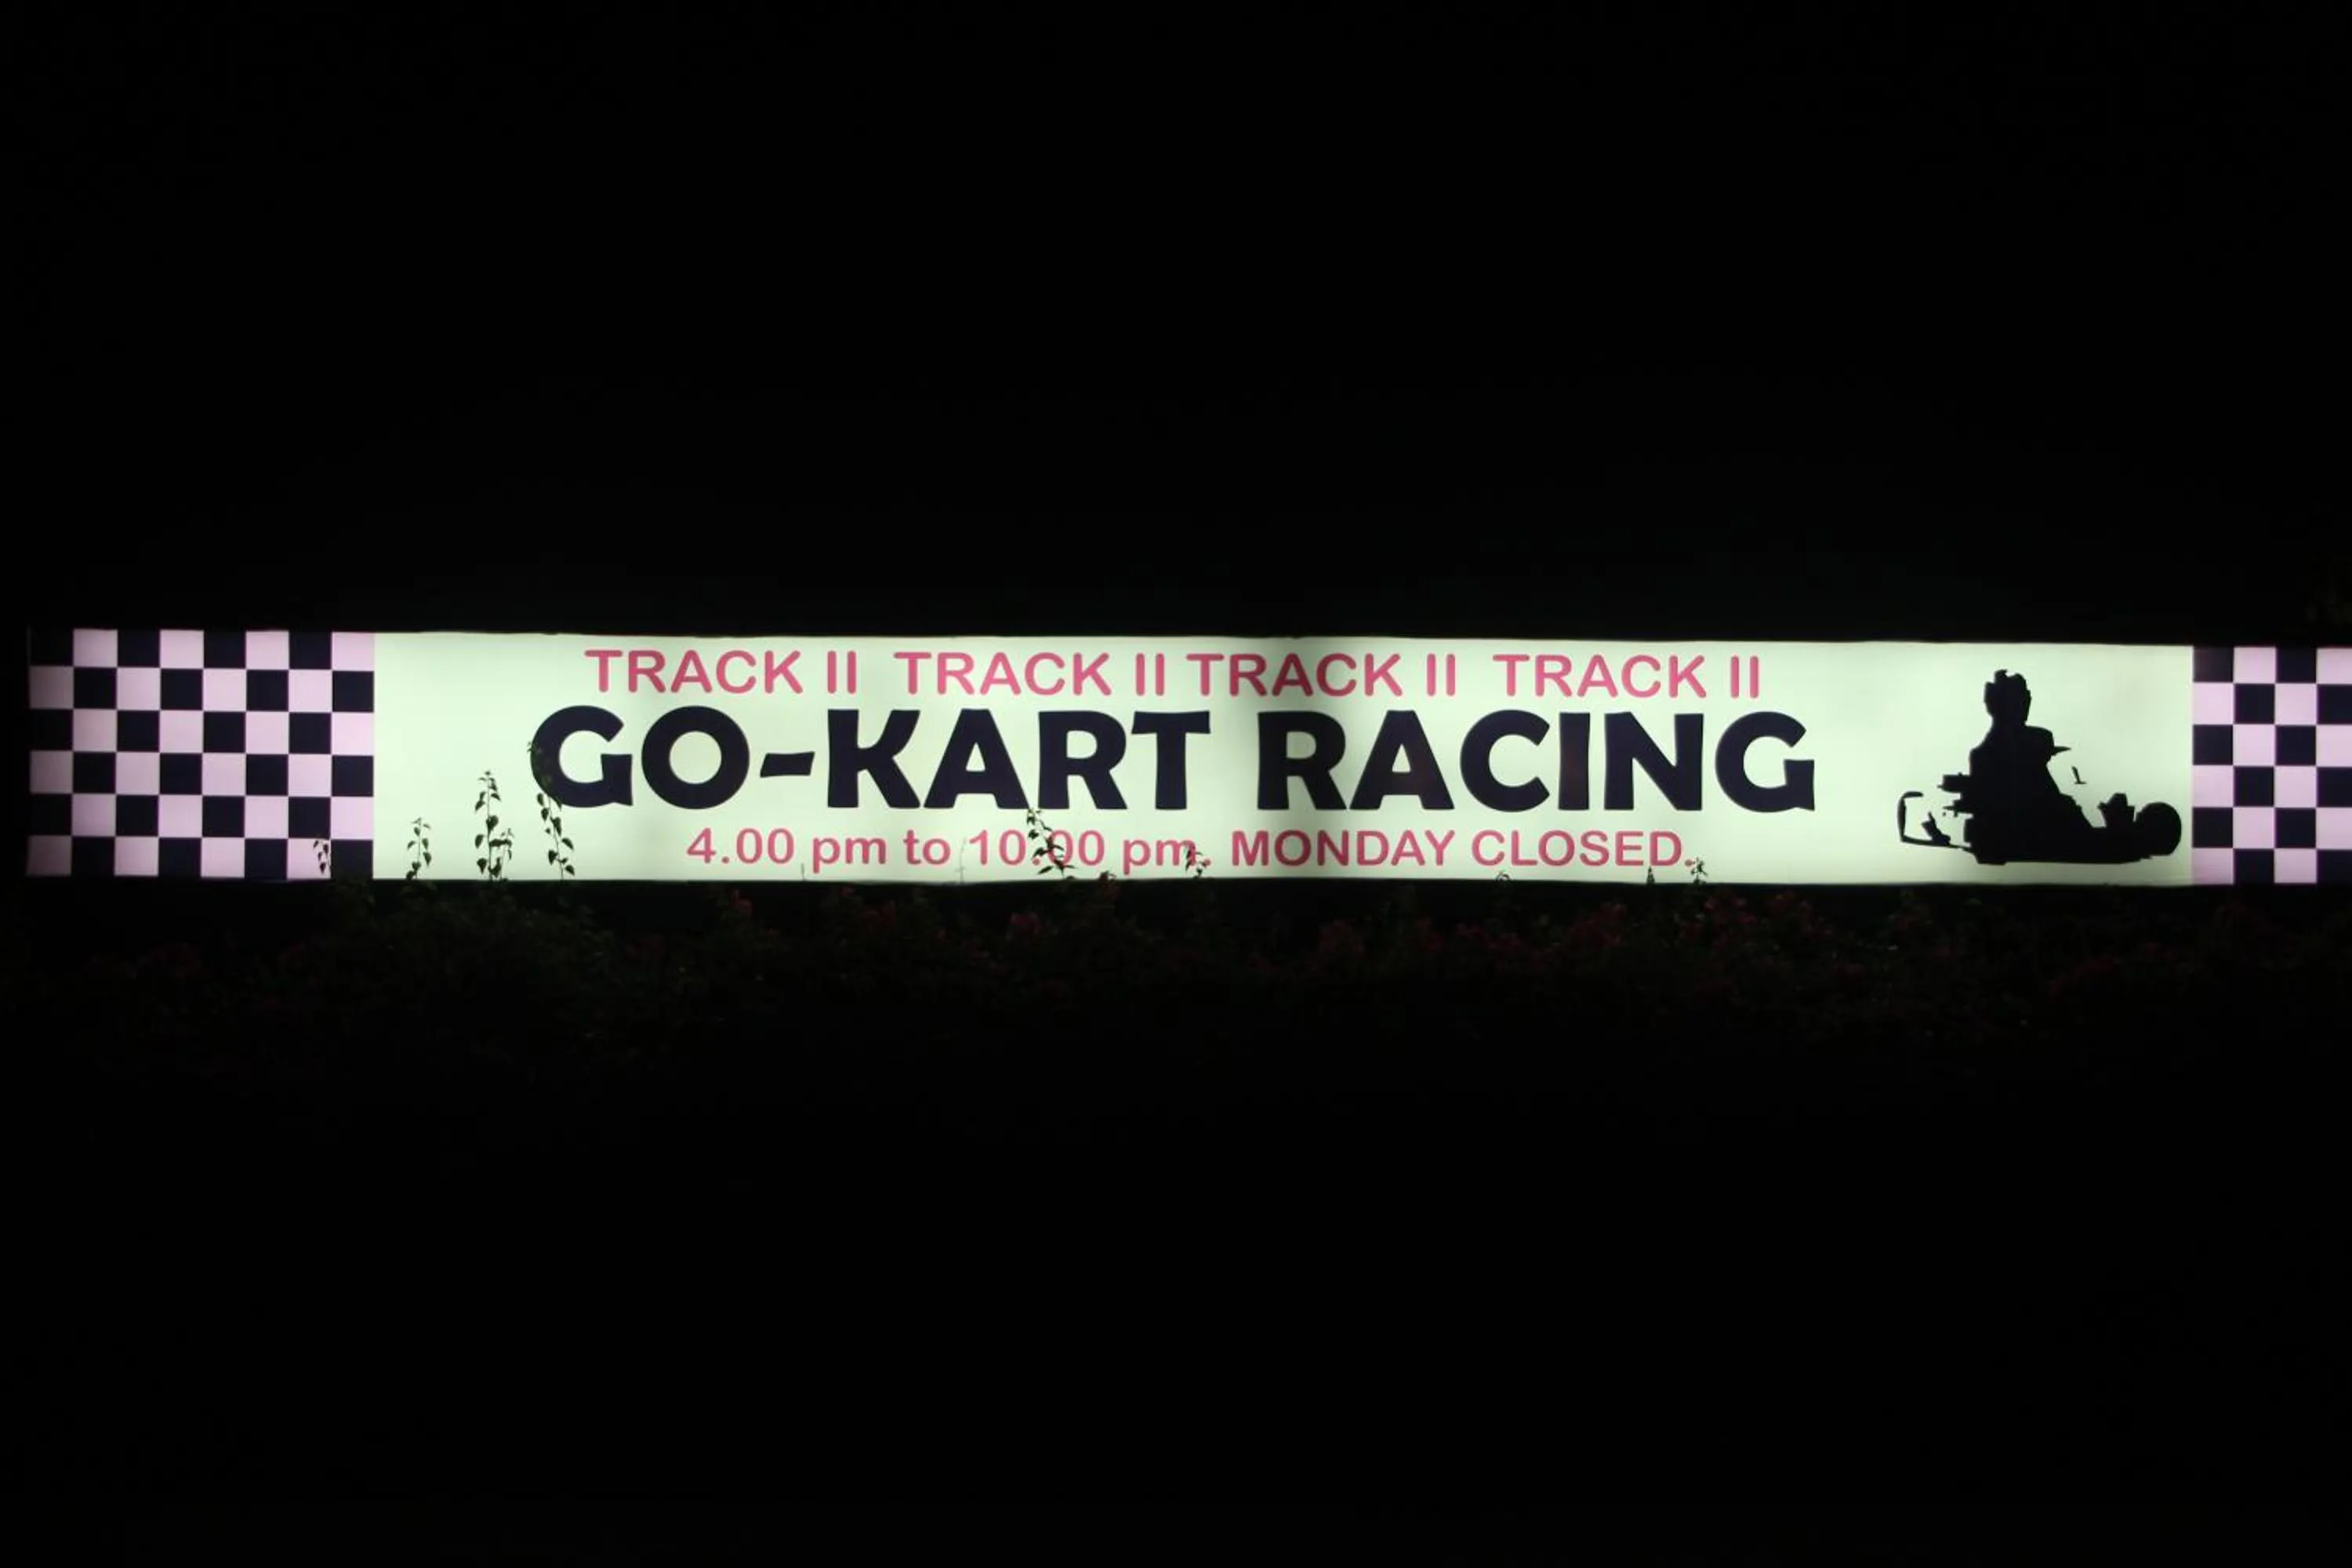 TRACK II TRACK II TRACK II TRACK II
GO-KART RACING
4.00 pm to 10.00 pm. MONDAY CLOSED.